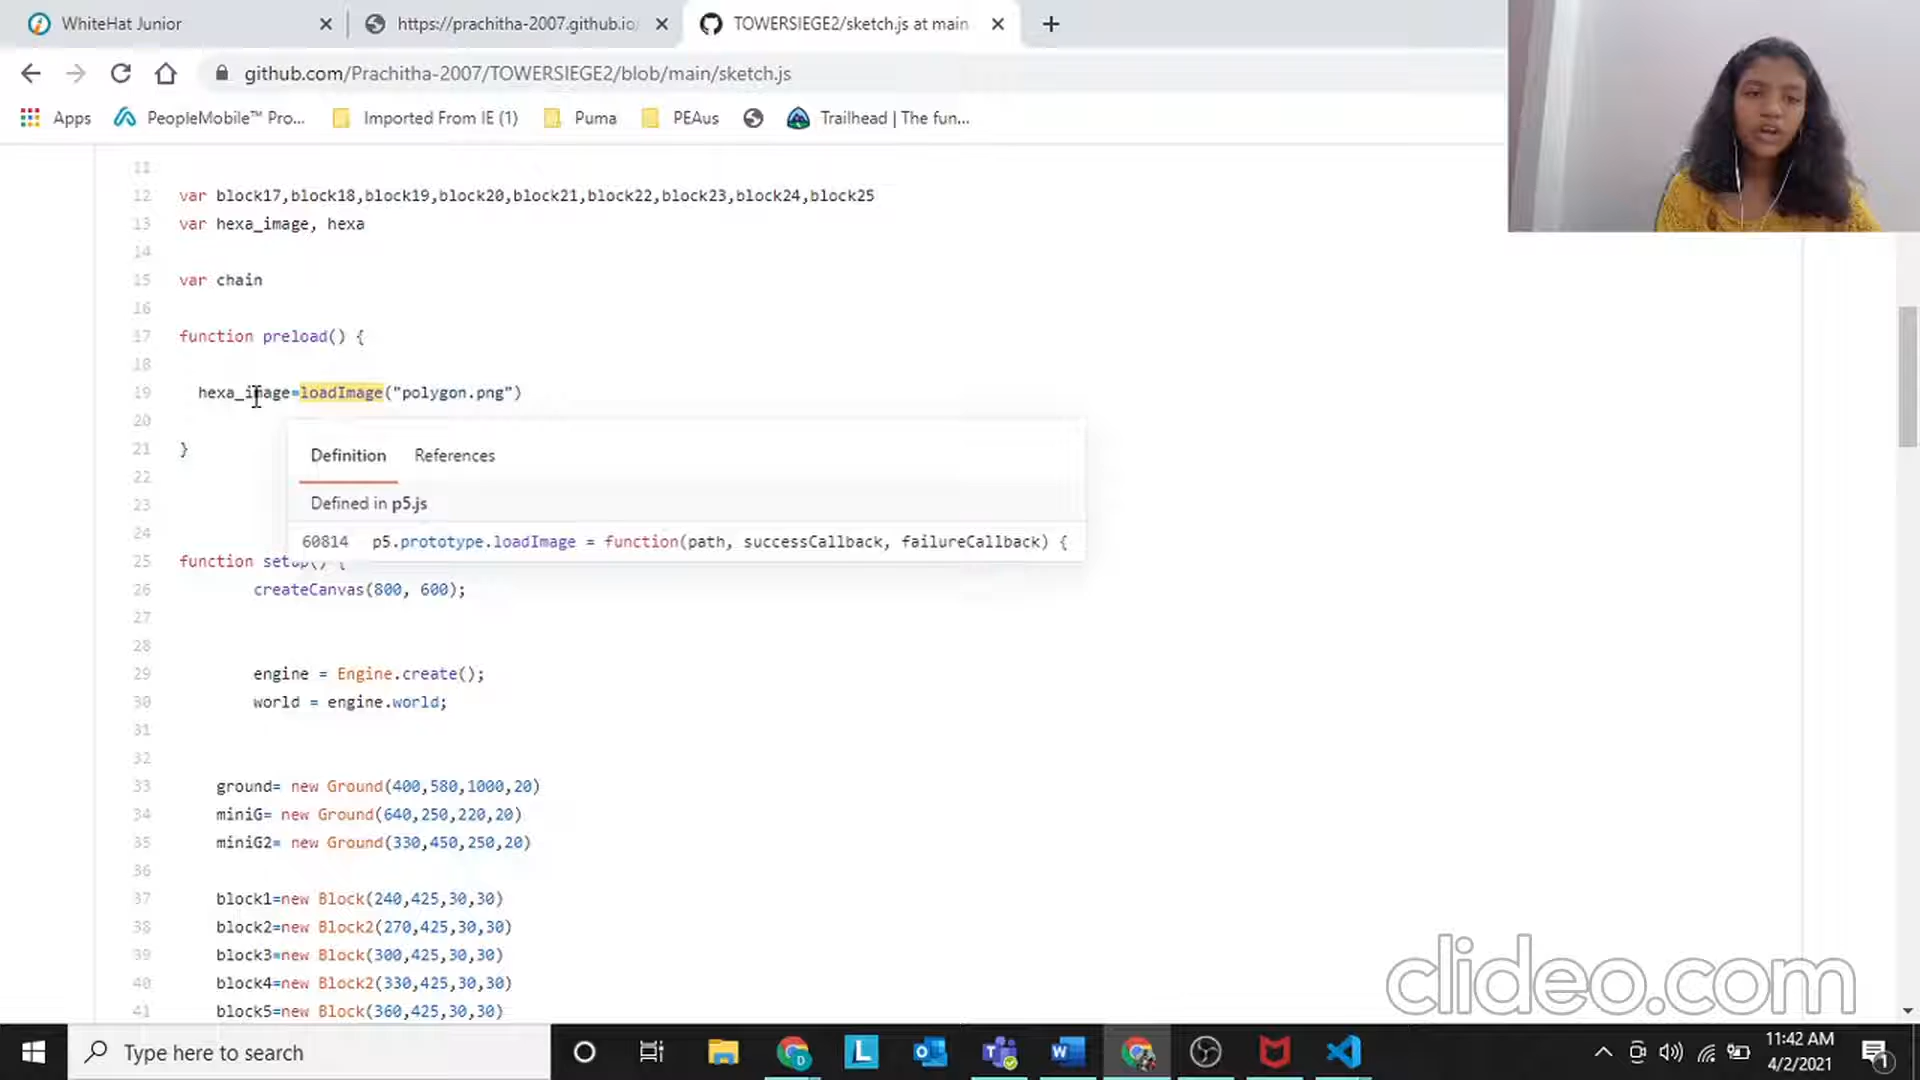 WhiteHat Junior
https://prachitha-2007.github.io/
TOWERSIEGE2/sketch.js at main
github.com/Prachitha-2007/TOWERSIEGE2/blob/main/sketch.js
Apps
PeopleMobile™ Pro...
Imported From IE (1)
Puma
PEAus
Trailhead | The fun...
11
12 var block17,block18,block19,block20,block21,block22,block23,block24,block25
13 var hexa_image, hexa
14
15 var chain
16
17 function preload() {
18
19 hexa_image=loadImage("polygon.png")
20
Definition References
21 }
22
Defined in p5.js
23
60814 p5.prototype.loadImage = function(path, successCallback, failureCallback) {
24
25 function setup() {
26 createCanvas(800, 600);
27
28
29 engine = Engine.create();
30 world = engine.world;
31
32
33 ground= new Ground(400,580,1000,20)
34 miniG= new Ground(640,250,220,20)
35 miniG2= new Ground(330,450,250,20)
36
37 block1=new Block(240,425,30,30)
38 block2=new Block2(270,425,30,30)
39 block3=new Block(300,425,30,30)
40 block4=new Block2(330,425,30,30)
41 block5=new Block(360,425,30,30)
clideo.com
Type here to search
11:42 AM
4/2/2021
1